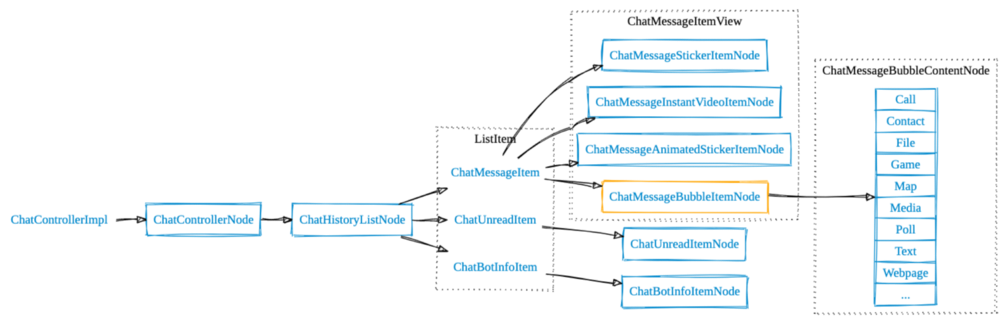 ChatMessageItemView
ChatMessageStickerItemNode
ChatMessageBubbleContentNode
Call
ChatMessageInstantVideoItemNode
Contact
ListItem
File
ChatMessageAnimatedStickerItemNode
Game
ChatMessageItem
Map
ChatMessageBubbleItemNode
Media
ChatControllerImpl
ChatControllerNode
ChatHistoryListNode
ChatUnreadItem
Poll
ChatUnreadItemNode
Text
ChatBotInfoItem
Webpage
ChatBotInfoItemNode
...